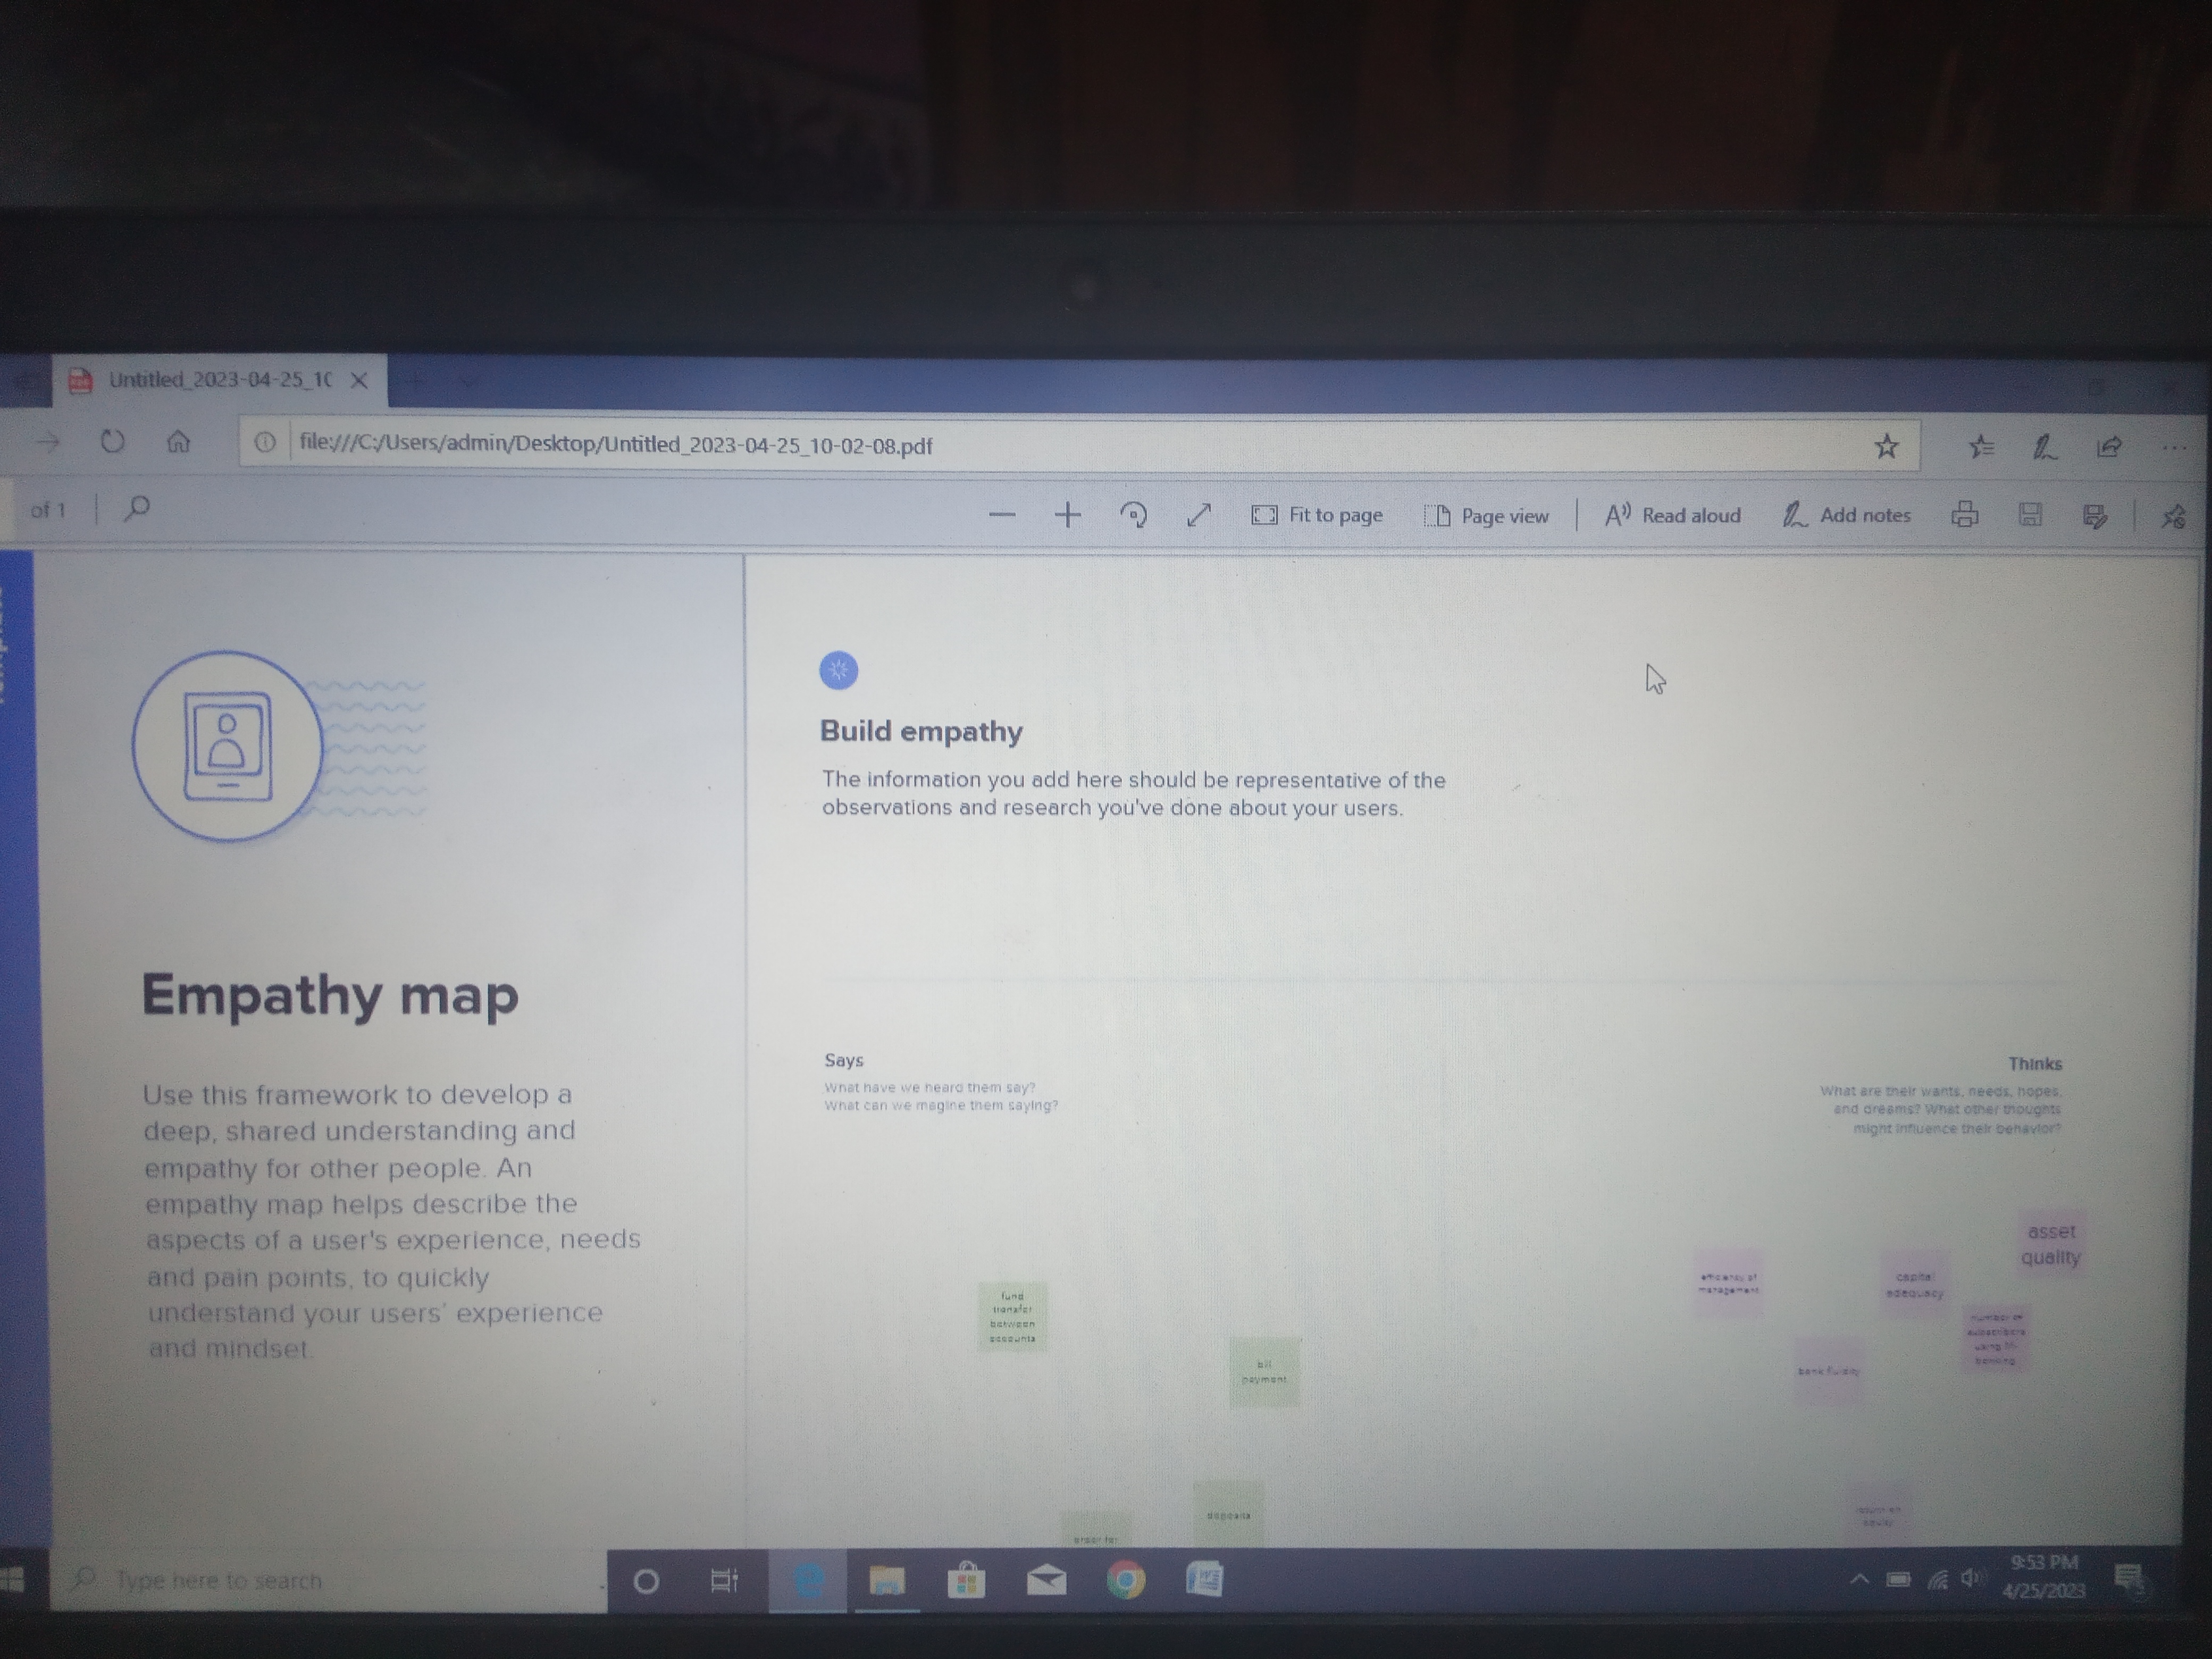 Untitled_2023-04-25_1
file:///C:/Users/admin/Desktop/Untitled_2023-04-25_10-02-08.pdf
of 1
Fit to page
Page view
Read aloud
Add notes
Build empathy
The information you add here should be representative of the
observations and research you've done about your users.
Empathy map
Use this framework to develop a
deep, shared understanding and
empathy for other people. An
empathy map helps describe the
aspects of a user's experience, needs
and pain points, to quickly
understand your users' experience
and mindset.
Says
What have we heard them say?
What can we imagine them saying?
Thinks
What are their wants, needs, hopes,
and dreams? What other thoughts
might influence their behavior?
fund
transfer
between
accounts
bill
payment
deposits
efficiency of
management
capital
adequacy
asset
quality
number of
subscribers
using
banking
bank
return on
equity
Type here to search
9:53 PM
4/25/2023